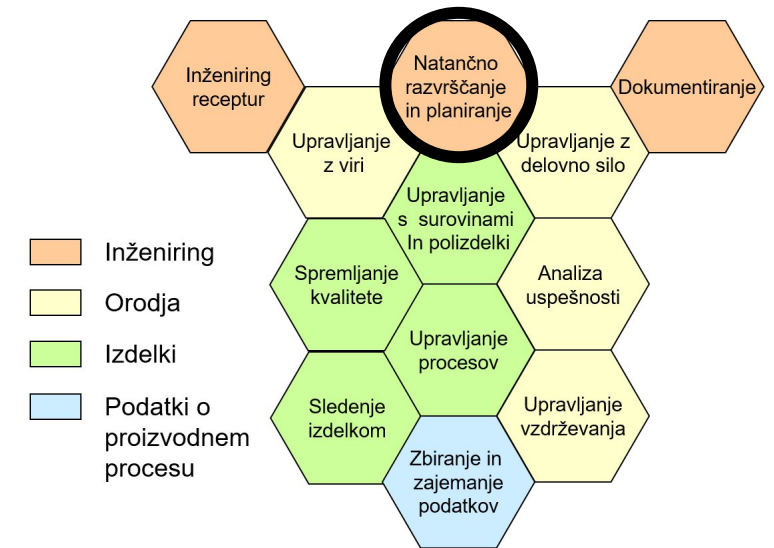 Inženiring
receptur
Natančno
razvrščanje
in planiranje
Dokumentiranje
Upravljanje
z viri
Upravljanje z
delovno silo
Upravljanje
s surovinami
In polizdelki
Spremljanje
kvalitete
Analiza
uspešnosti
Upravljanje
procesov
Sledenje
izdelkom
Upravljanje
vzdrževanja
Zbiranje in
zajemanje
podatkov
Inženiring
Orodja
Izdelki
Podatki o
proizvodnem
procesu